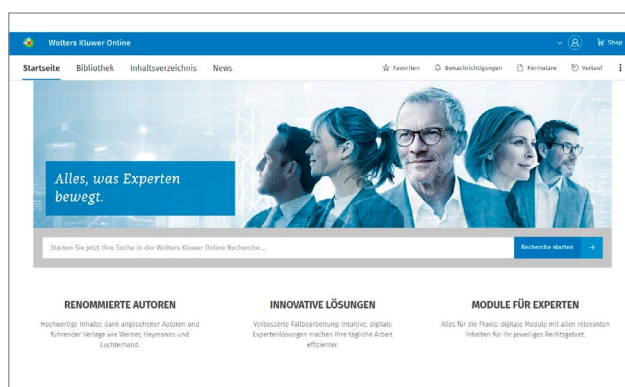 Wolters Kluwer Online
Shop
Startseite Bibliothek Inhaltsverzeichnis News
Favoriten Benachrichtigungen Formulare Verlauf
Alles, was Experten
bewegt.
Starten Sie jetzt Ihre Suche in der Wolters Kluwer Online Recherche ...
Recherche starten
RENOMMIERTE AUTOREN
Hochwertige Inhalte: dank angesehener Autoren und
führender Verlage wie Werner, Heymanns und
Luchterhand.
INNOVATIVE LÖSUNGEN
Verbesserte Fallbearbeitung: Intuitive, digitale
Expertenlösungen machen Ihre tägliche Arbeit
effizienter.
MODULE FÜR EXPERTEN
Alles für die Praxis: digitale Module mit allen relevanten
Inhalten für Ihr jeweiliges Rechtsgebiet.